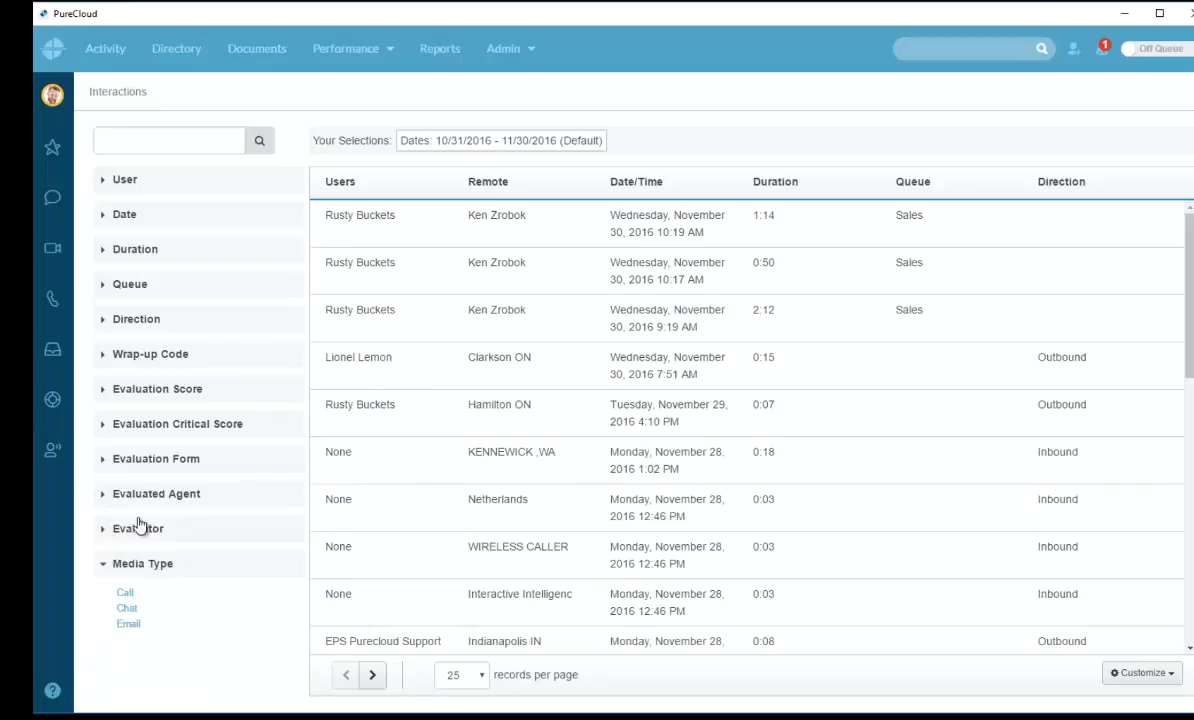 PureCloud
Activity Directory Documents Performance Reports Admin 1 Off Queue
Interactions
Your Selections: Dates: 10/31/2016 - 11/30/2016 (Default)
User
Date
Duration
Queue
Direction
Wrap-up Code
Evaluation Score
Evaluation Critical Score
Evaluation Form
Evaluated Agent
Evaluator
Media Type
Call
Chat
Email
Users Remote Date/Time Duration Queue Direction
Rusty Buckets Ken Zrobok Wednesday, November 1:14 Sales
30, 2016 10:19 AM
Rusty Buckets Ken Zrobok Wednesday, November 0:50 Sales
30, 2016 10:17 AM
Rusty Buckets Ken Zrobok Wednesday, November 2:12 Sales
30, 2016 9:19 AM
Lionel Lemon Clarkson ON Wednesday, November 0:15 Outbound
30, 2016 7:51 AM
Rusty Buckets Hamilton ON Tuesday, November 29, 0:07 Outbound
2016 4:10 PM
None KENNEWICK ,WA Monday, November 28, 0:18 Inbound
2016 1:02 PM
None Netherlands Monday, November 28, 0:03 Inbound
2016 12:46 PM
None WIRELESS CALLER Monday, November 28, 0:03 Inbound
2016 12:46 PM
None Interactive Intelligenc Monday, November 28, 0:03 Inbound
2016 12:46 PM
EPS Purecloud Support Indianapolis IN Monday, November 28, 0:08 Outbound
25 records per page Customize